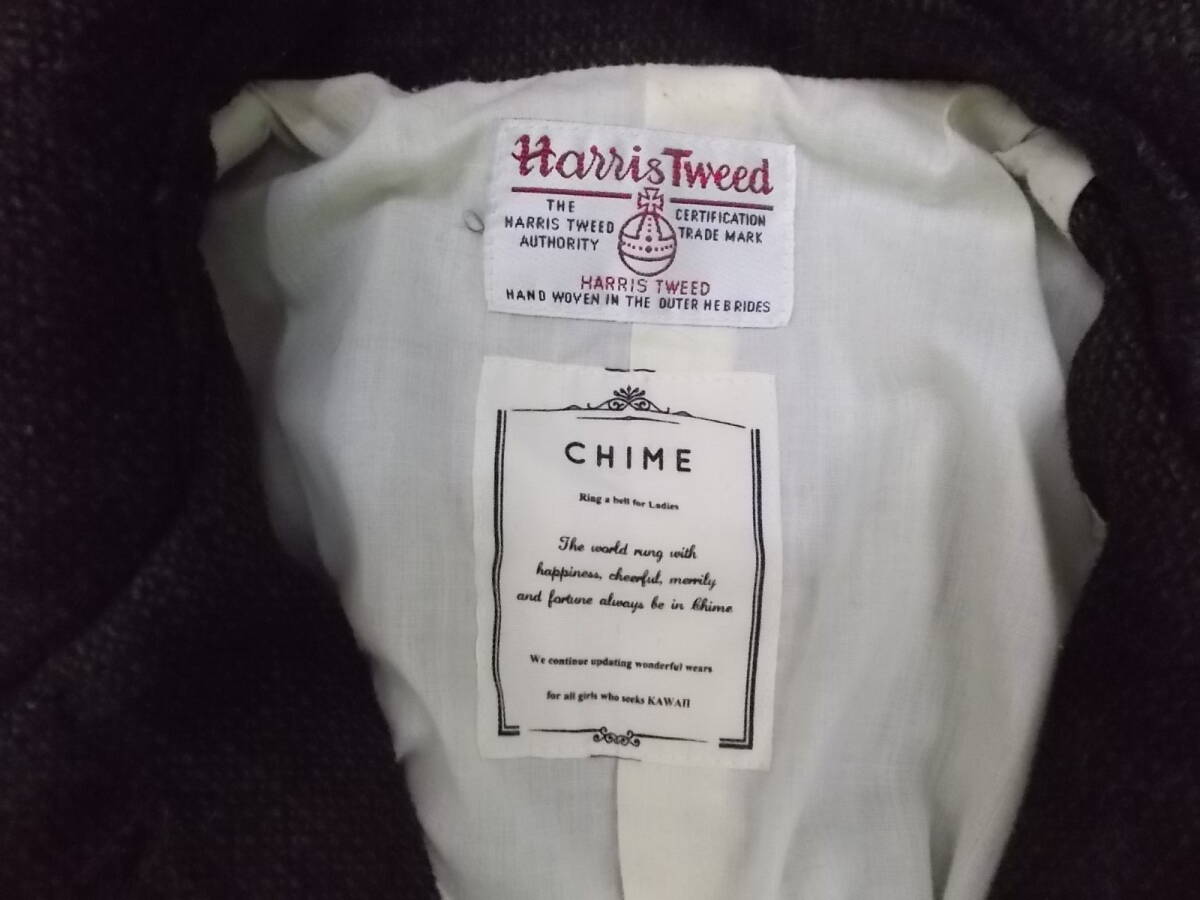 Harris Tweed
THE
HARRIS TWEED
AUTHORITY
CERTIFICATION
TRADE MARK
HARRIS TWEED
HAND WOVEN IN THE OUTER HEBRIDES
CHIME
Ring a bell for Ladies
The world rung with
happiness, cheerful, merrily
and fortune always be in Chime
We continue updating wonderful wears
for all girls who seeks KAWAII